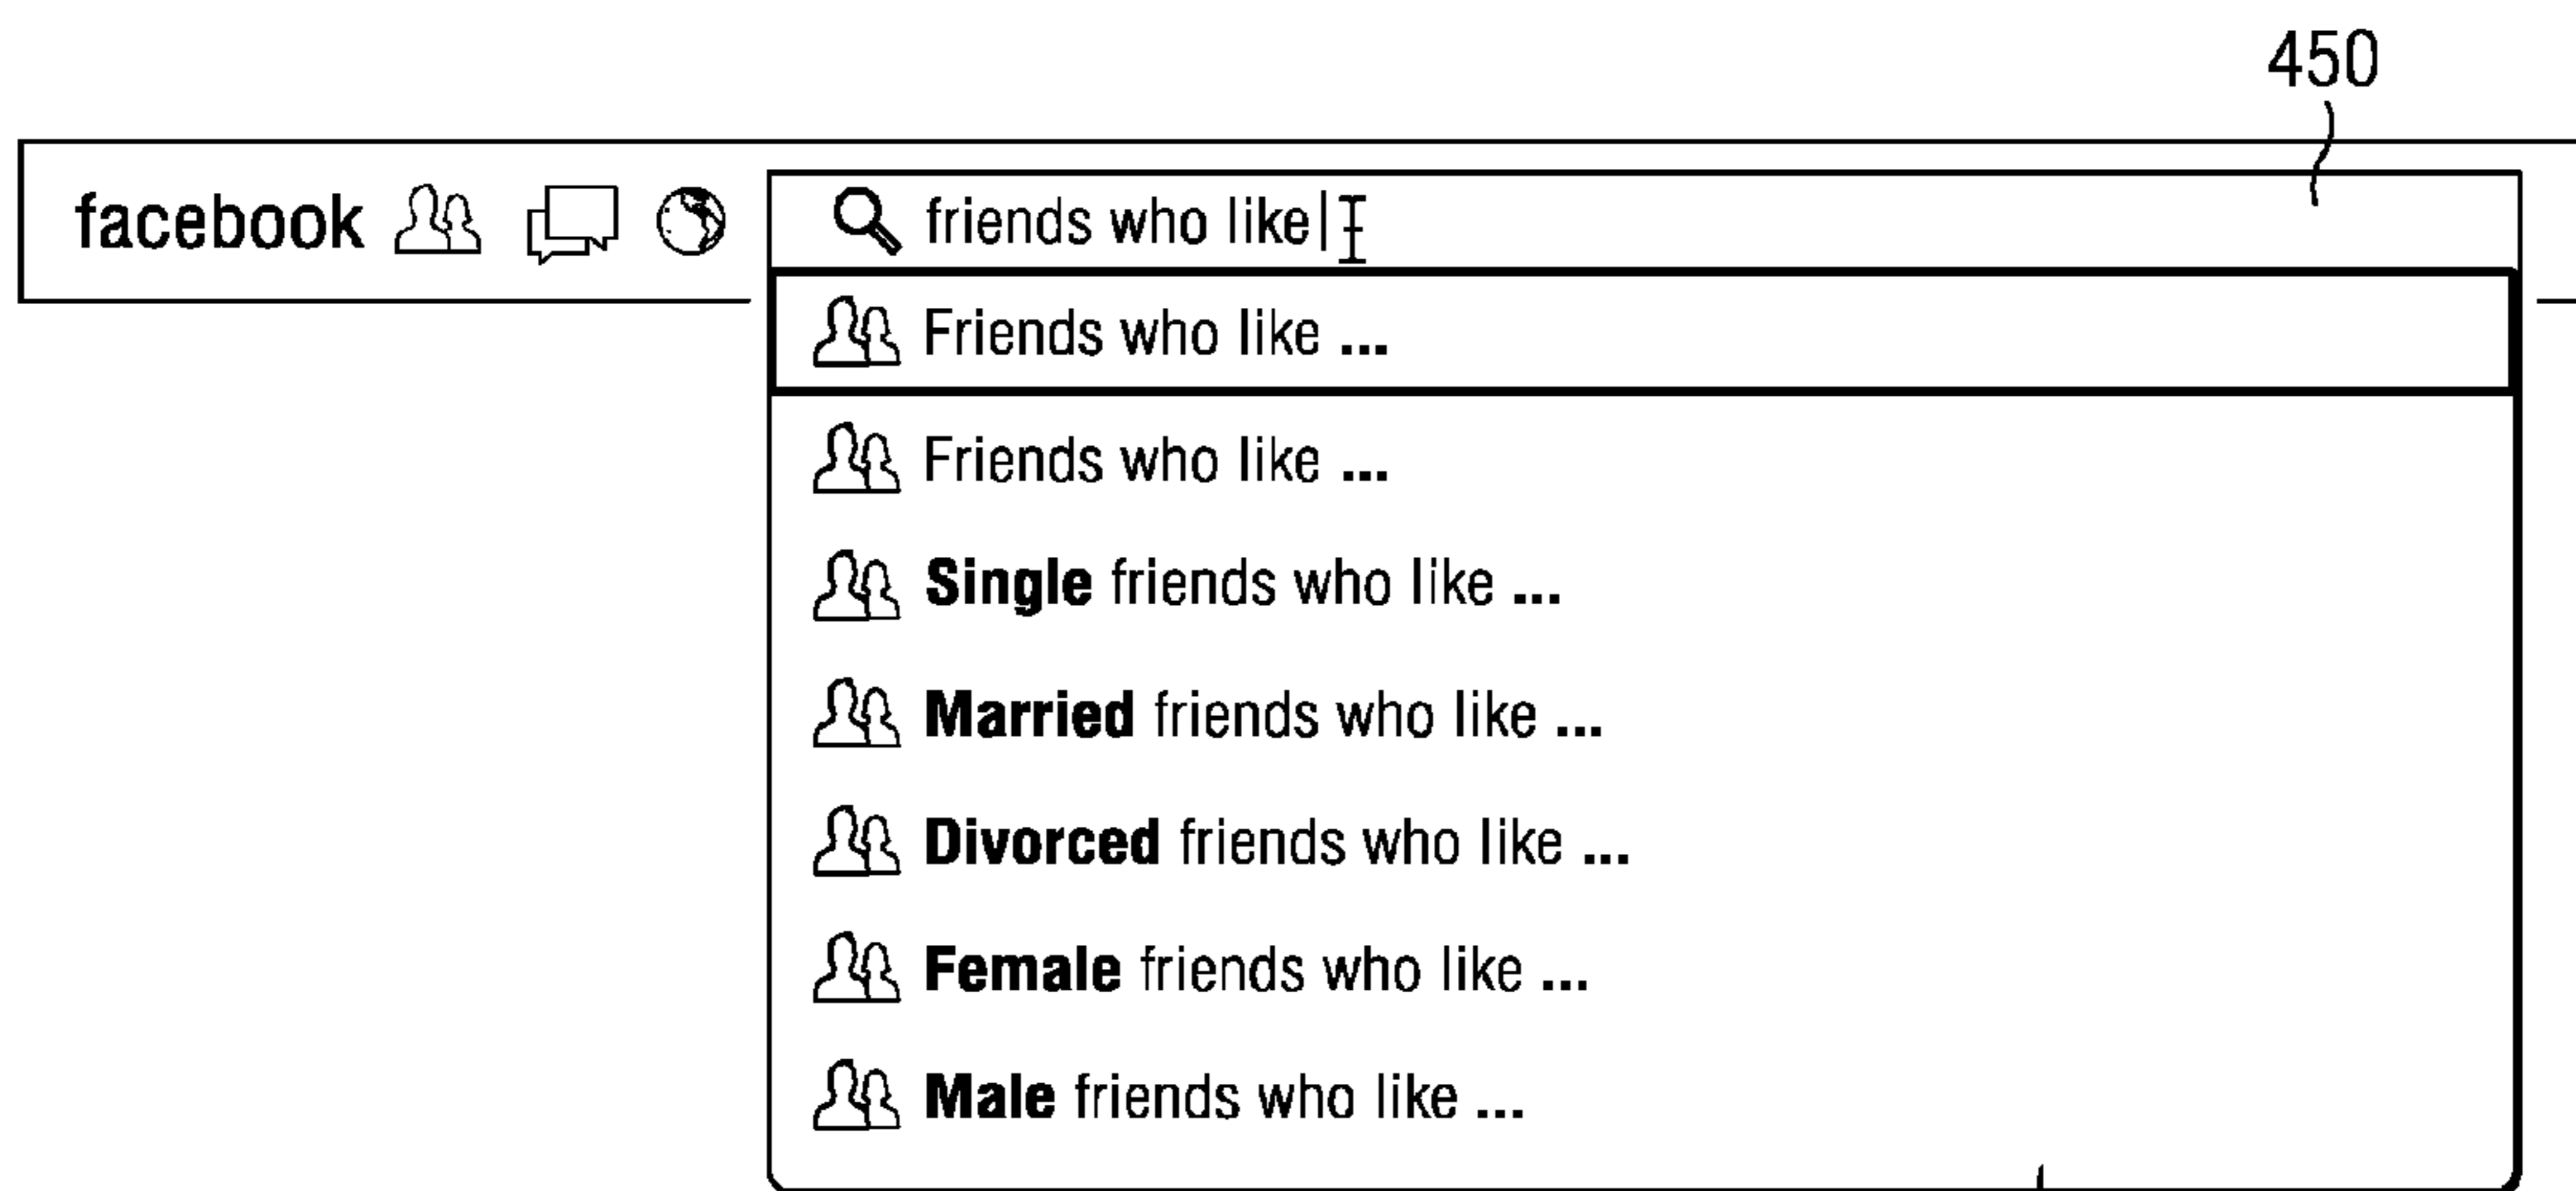 450
facebook friends who like
Friends who like ...
Friends who like ...
Single friends who like ...
Married friends who like ...
Divorced friends who like ...
Female friends who like ...
Male friends who like ...